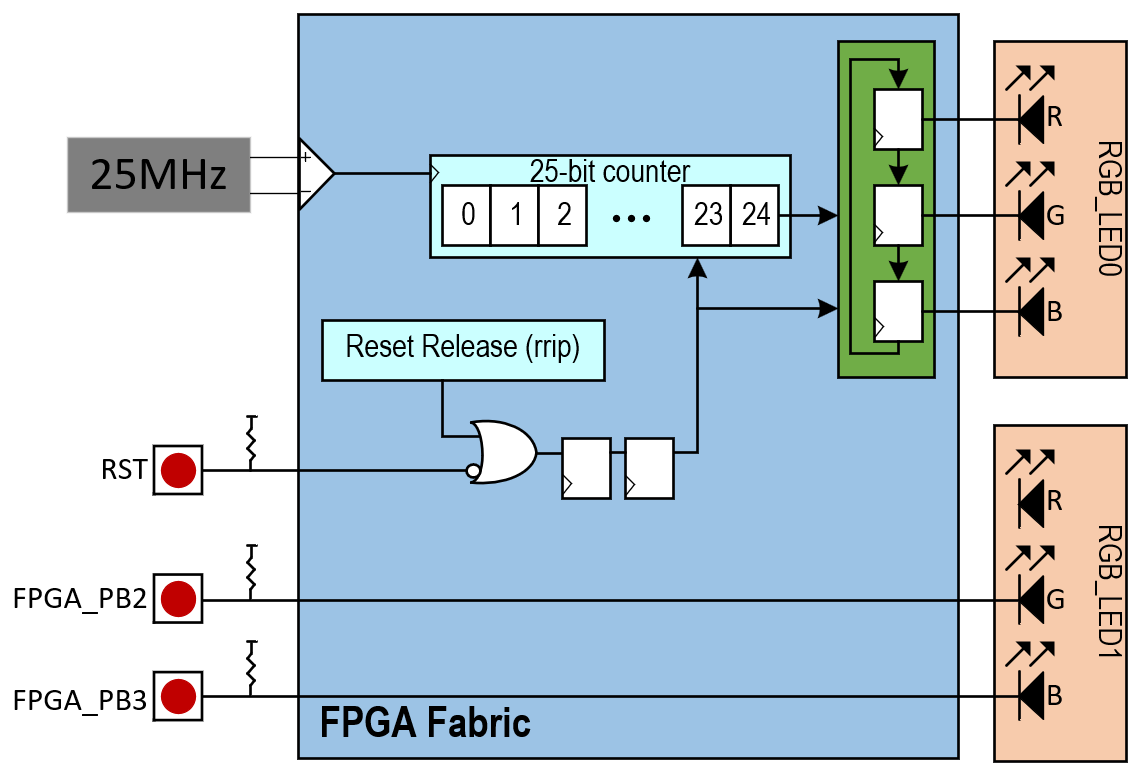 25MHz
+
−
25-bit counter
0 1 2 ••• 23 24
R
G
B
RGB_LED0
Reset Release (rrip)
RST
FPGA_PB2
FPGA_PB3
R
G
B
RGB_LED1
FPGA Fabric